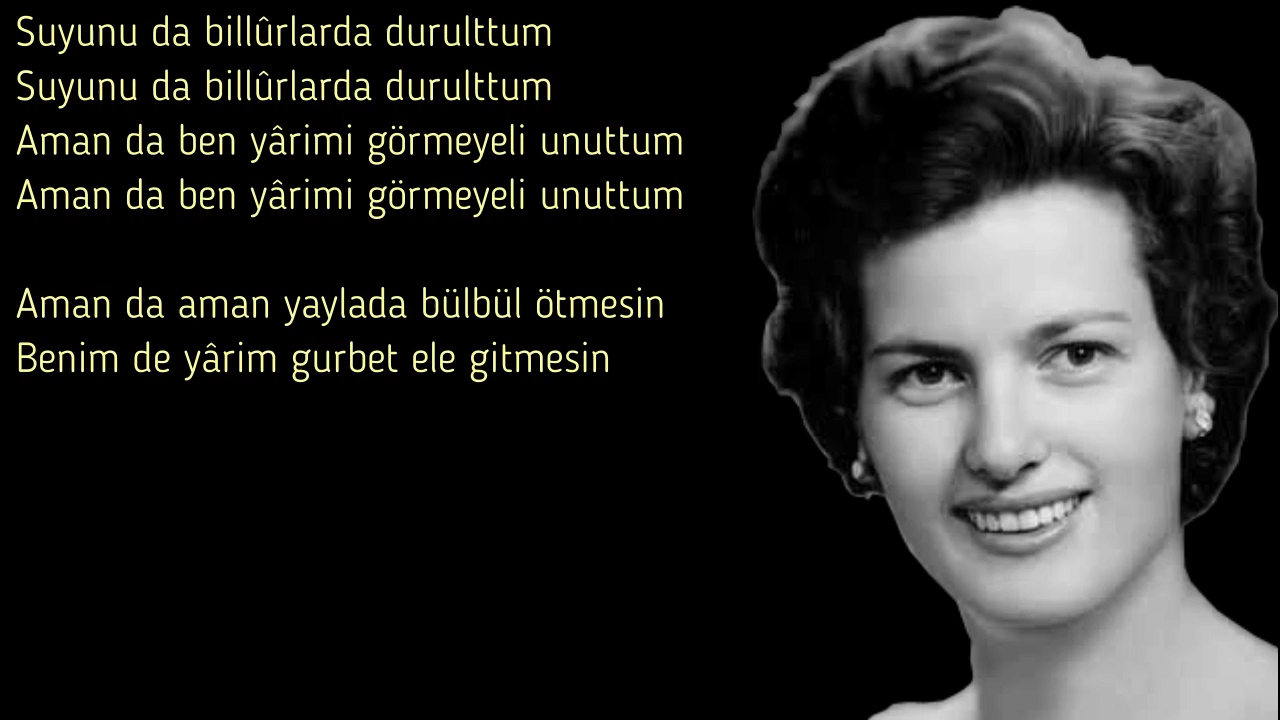 Suyunu da billûrlarda durulttum
Suyunu da billûrlarda durulttum
Aman da ben yârimi görmeyeli unuttum
Aman da ben yârimi görmeyeli unuttum
Aman da aman yaylada bülbül ötmesin
Benim de yârim gurbet ele gitmesin